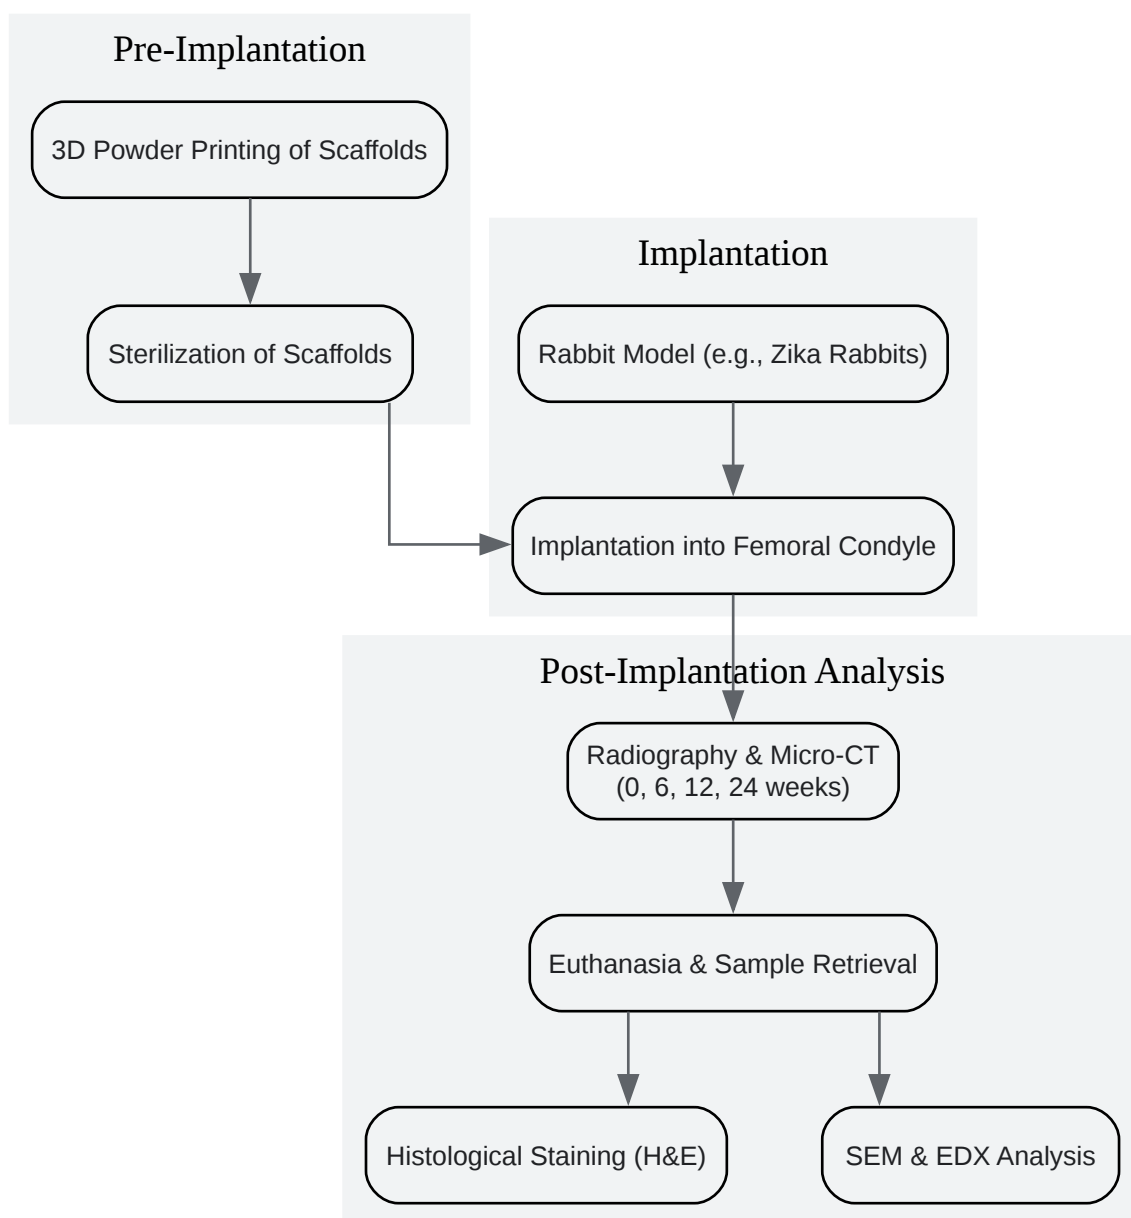 Pre-Implantation
3D Powder Printing of Scaffolds
Sterilization of Scaffolds
Implantation
Rabbit Model (e.g., Zika Rabbits)
Implantation into Femoral Condyle
Post-Implantation Analysis
Radiography & Micro-CT
(0, 6, 12, 24 weeks)
Euthanasia & Sample Retrieval
Histological Staining (H&E)
SEM & EDX Analysis